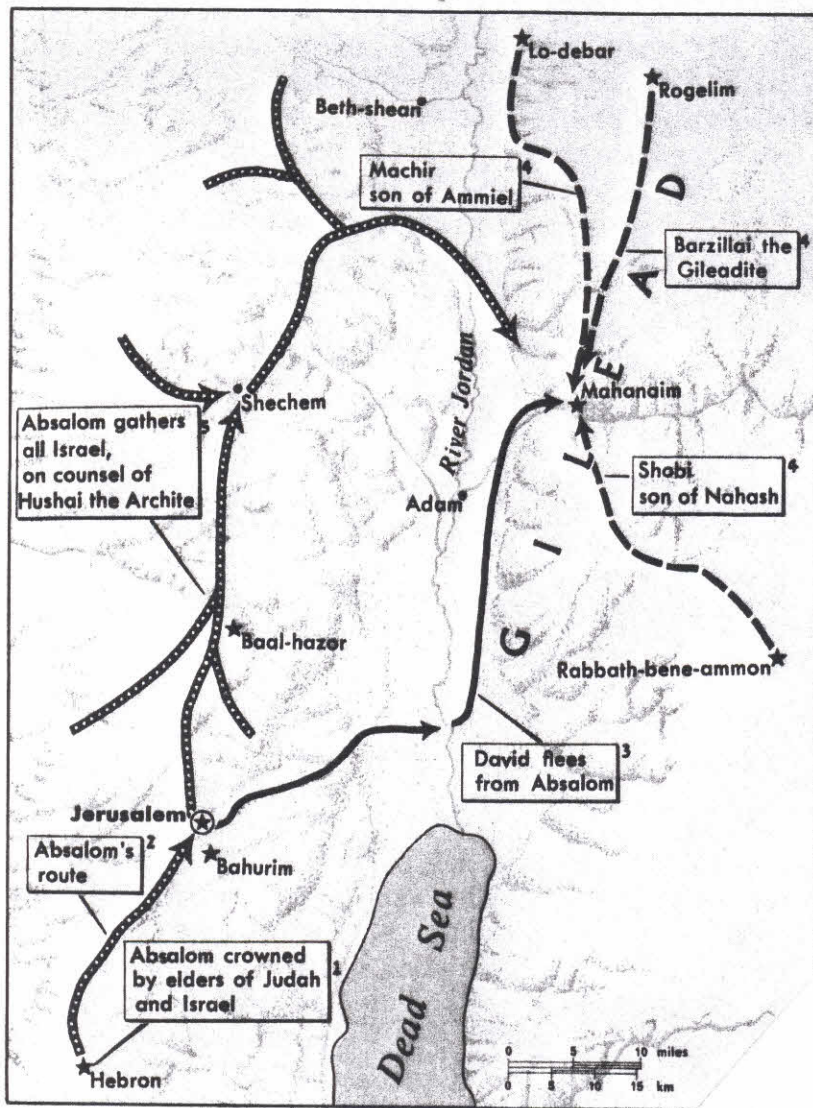 Lo-debar
Rogelim
Beth-shean
Machir
son of Ammiel 4
Barzillai the 4
Gileadite
GILEAD
River Jordan
Mahanaim
Shechem
Absalom gathers 5
all Israel,
on counsel of
Hushai the Archite
Shobi 4
son of Nahash
Adam
Baal-hazor
Rabbath-bene-ammon
David flees 3
from Absalom
Jerusalem
Absalom's 2
route
Bahurim
Absalom crowned 1
by elders of Judah
and Israel
Dead Sea
Hebron
0 5 10 miles
0 5 10 15 km